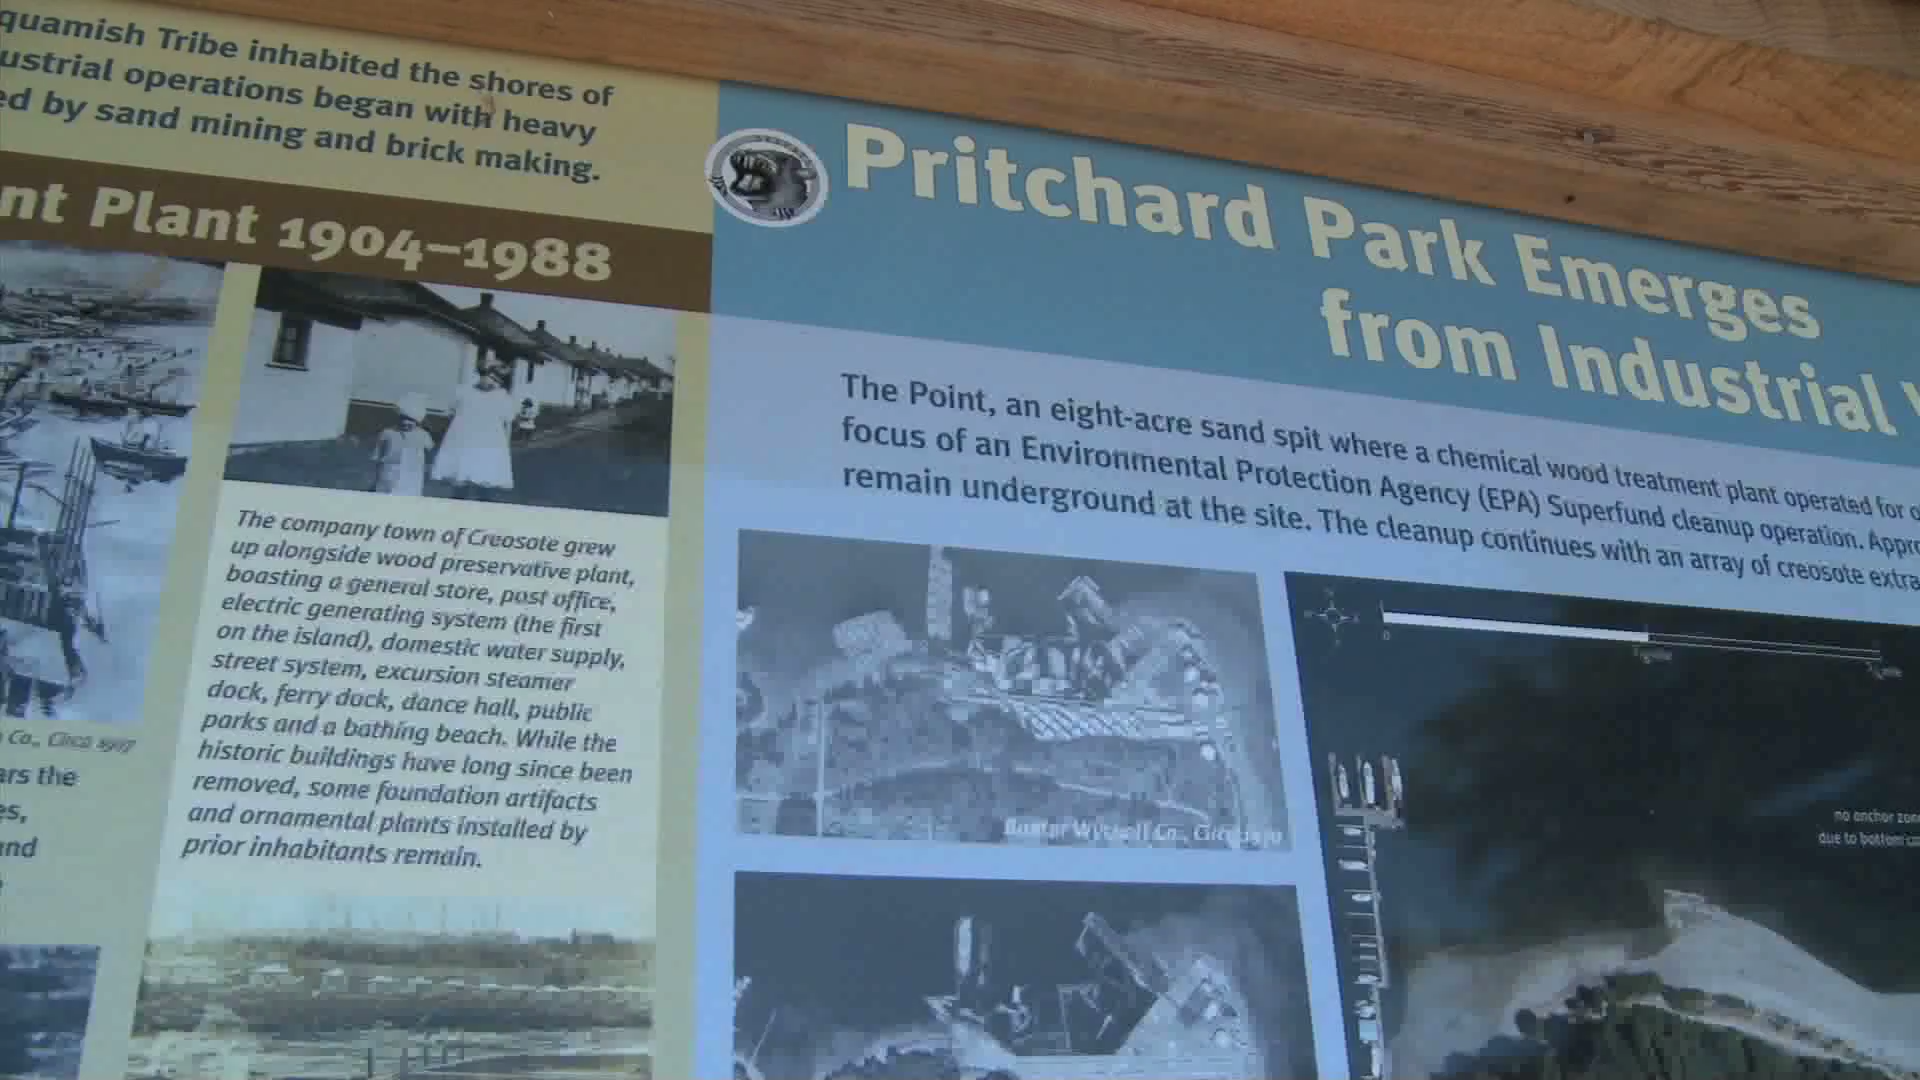 quamish Tribe inhabited the shores of
ustrial operations began with heavy
ed by sand mining and brick making.
nt Plant 1904–1988
The company town of Creosote grew
up alongside wood preservative plant,
boasting a general store, post office,
electric generating system (the first
on the island), domestic water supply,
street system, excursion steamer
dock, ferry dock, dance hall, public
parks and a bathing beach. While the
historic buildings have long since been
removed, some foundation artifacts
and ornamental plants installed by
prior inhabitants remain.
Co., Circa 1907
ars the
es,
and
Pritchard Park Emerges
from Industrial
The Point, an eight-acre sand spit where a chemical wood treatment plant operated for o
focus of an Environmental Protection Agency (EPA) Superfund cleanup operation. Appro
remain underground at the site. The cleanup continues with an array of creosote extra
Co., Circa
no anchor zone
due to bottom